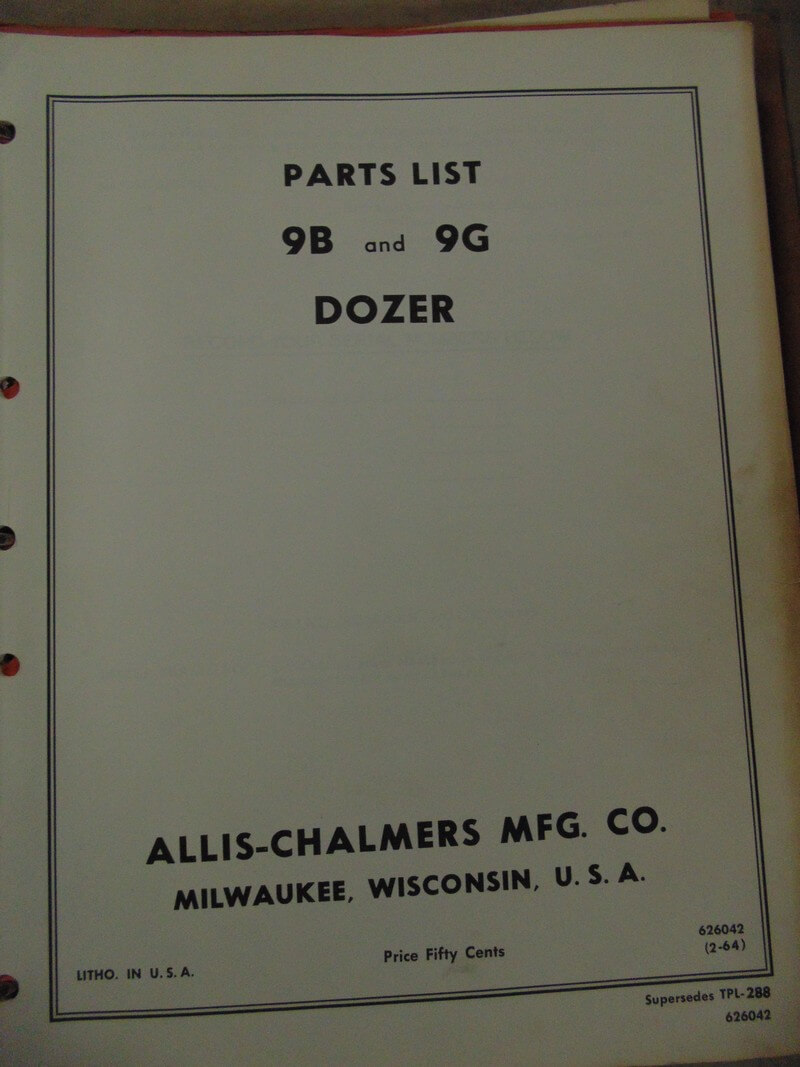 PARTS LIST
9B and 9G
DOZER
ALLIS-CHALMERS MFG. CO.
MILWAUKEE, WISCONSIN, U. S. A.
626042
(2-64)
Price Fifty Cents
LITHO. IN U. S. A.
Supersedes TPL-288
626042